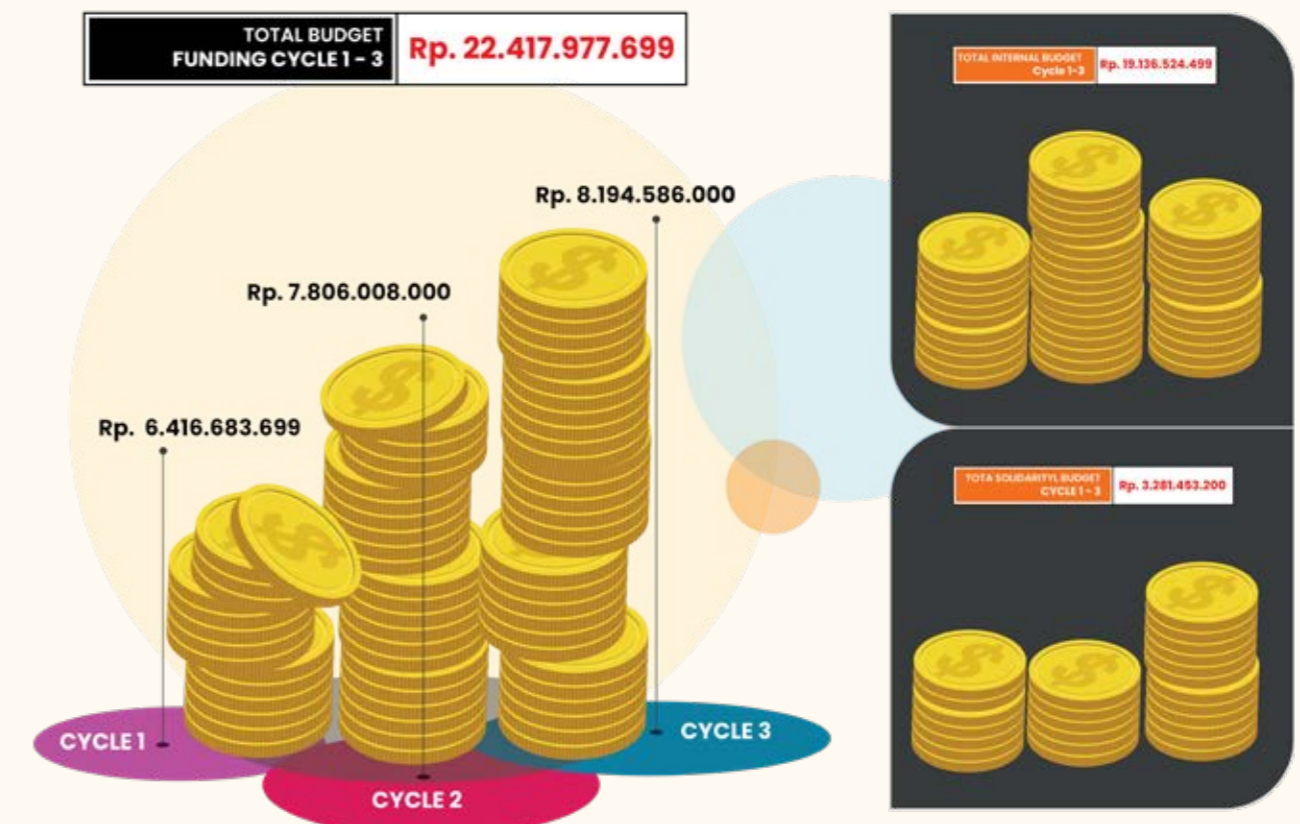 TOTAL BUDGET
FUNDING CYCLE 1 - 3
Rp. 22.417.977.699
Rp. 8.194.586.000
Rp. 7.806.008.000
Rp. 6.416.683.699
CYCLE 1
CYCLE 2
CYCLE 3
TOTAL INTERNAL BUDGET
Cycle 1-3
Rp. 19.136.524.499
TOTA SOLIDARITYL BUDGET
CYCLE 1 - 3
Rp. 3.281.453.200